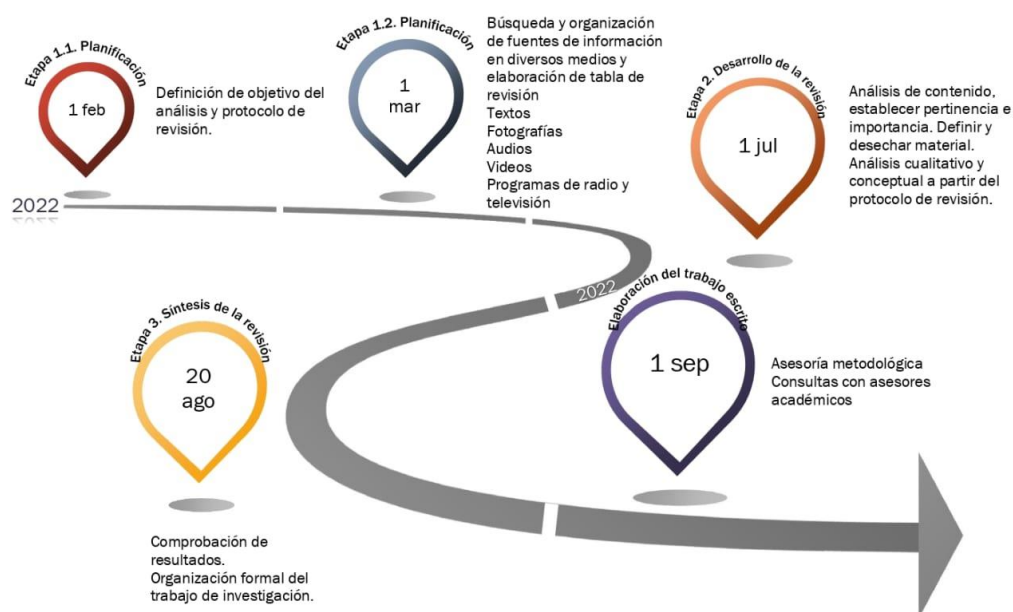 Etapa 1.1. Planificación
1 feb
Definición de objetivo del
análisis y protocolo de
revisión.
Etapa 1.2. Planificación
1
mar
Búsqueda y organización
de fuentes de información
en diversos medios y
elaboración de tabla de
revisión
Textos
Fotografías
Audios
Videos
Programas de radio y
televisión
Etapa 2. Desarrollo de la revisión
1 jul
Análisis de contenido,
establecer pertinencia e
importancia. Definir y
desechar material.
Análisis cualitativo y
conceptual a partir del
protocolo de revisión.
2022
2022
Etapa 3. Síntesis de la revisión
20
ago
Comprobación de
resultados.
Organización formal del
trabajo de investigación.
Elaboración del trabajo escrito
1 sep
Asesoría metodológica
Consultas con asesores
académicos